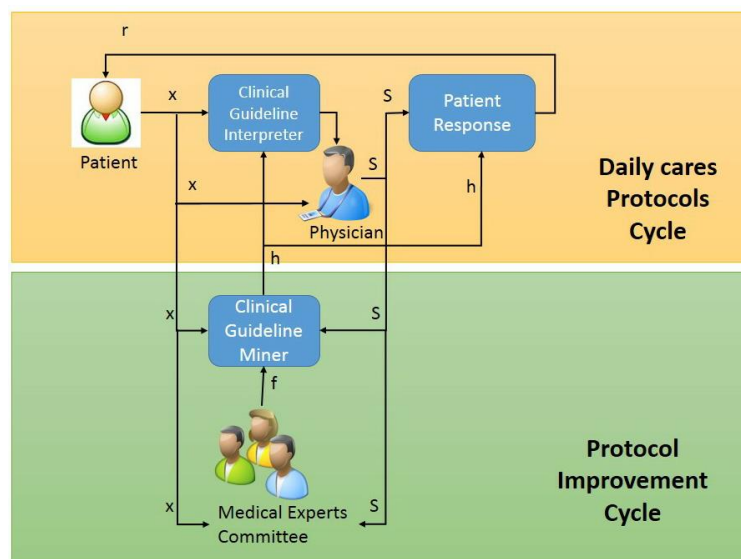 r
x
Clinical
Guideline
Interpreter
S
Patient
Response
Patient
x
S
h
Physician
Daily cares
Protocols
Cycle
h
x
Clinical
Guideline
Miner
S
f
Protocol
Improvement
Cycle
x
S
Medical Experts
Committee